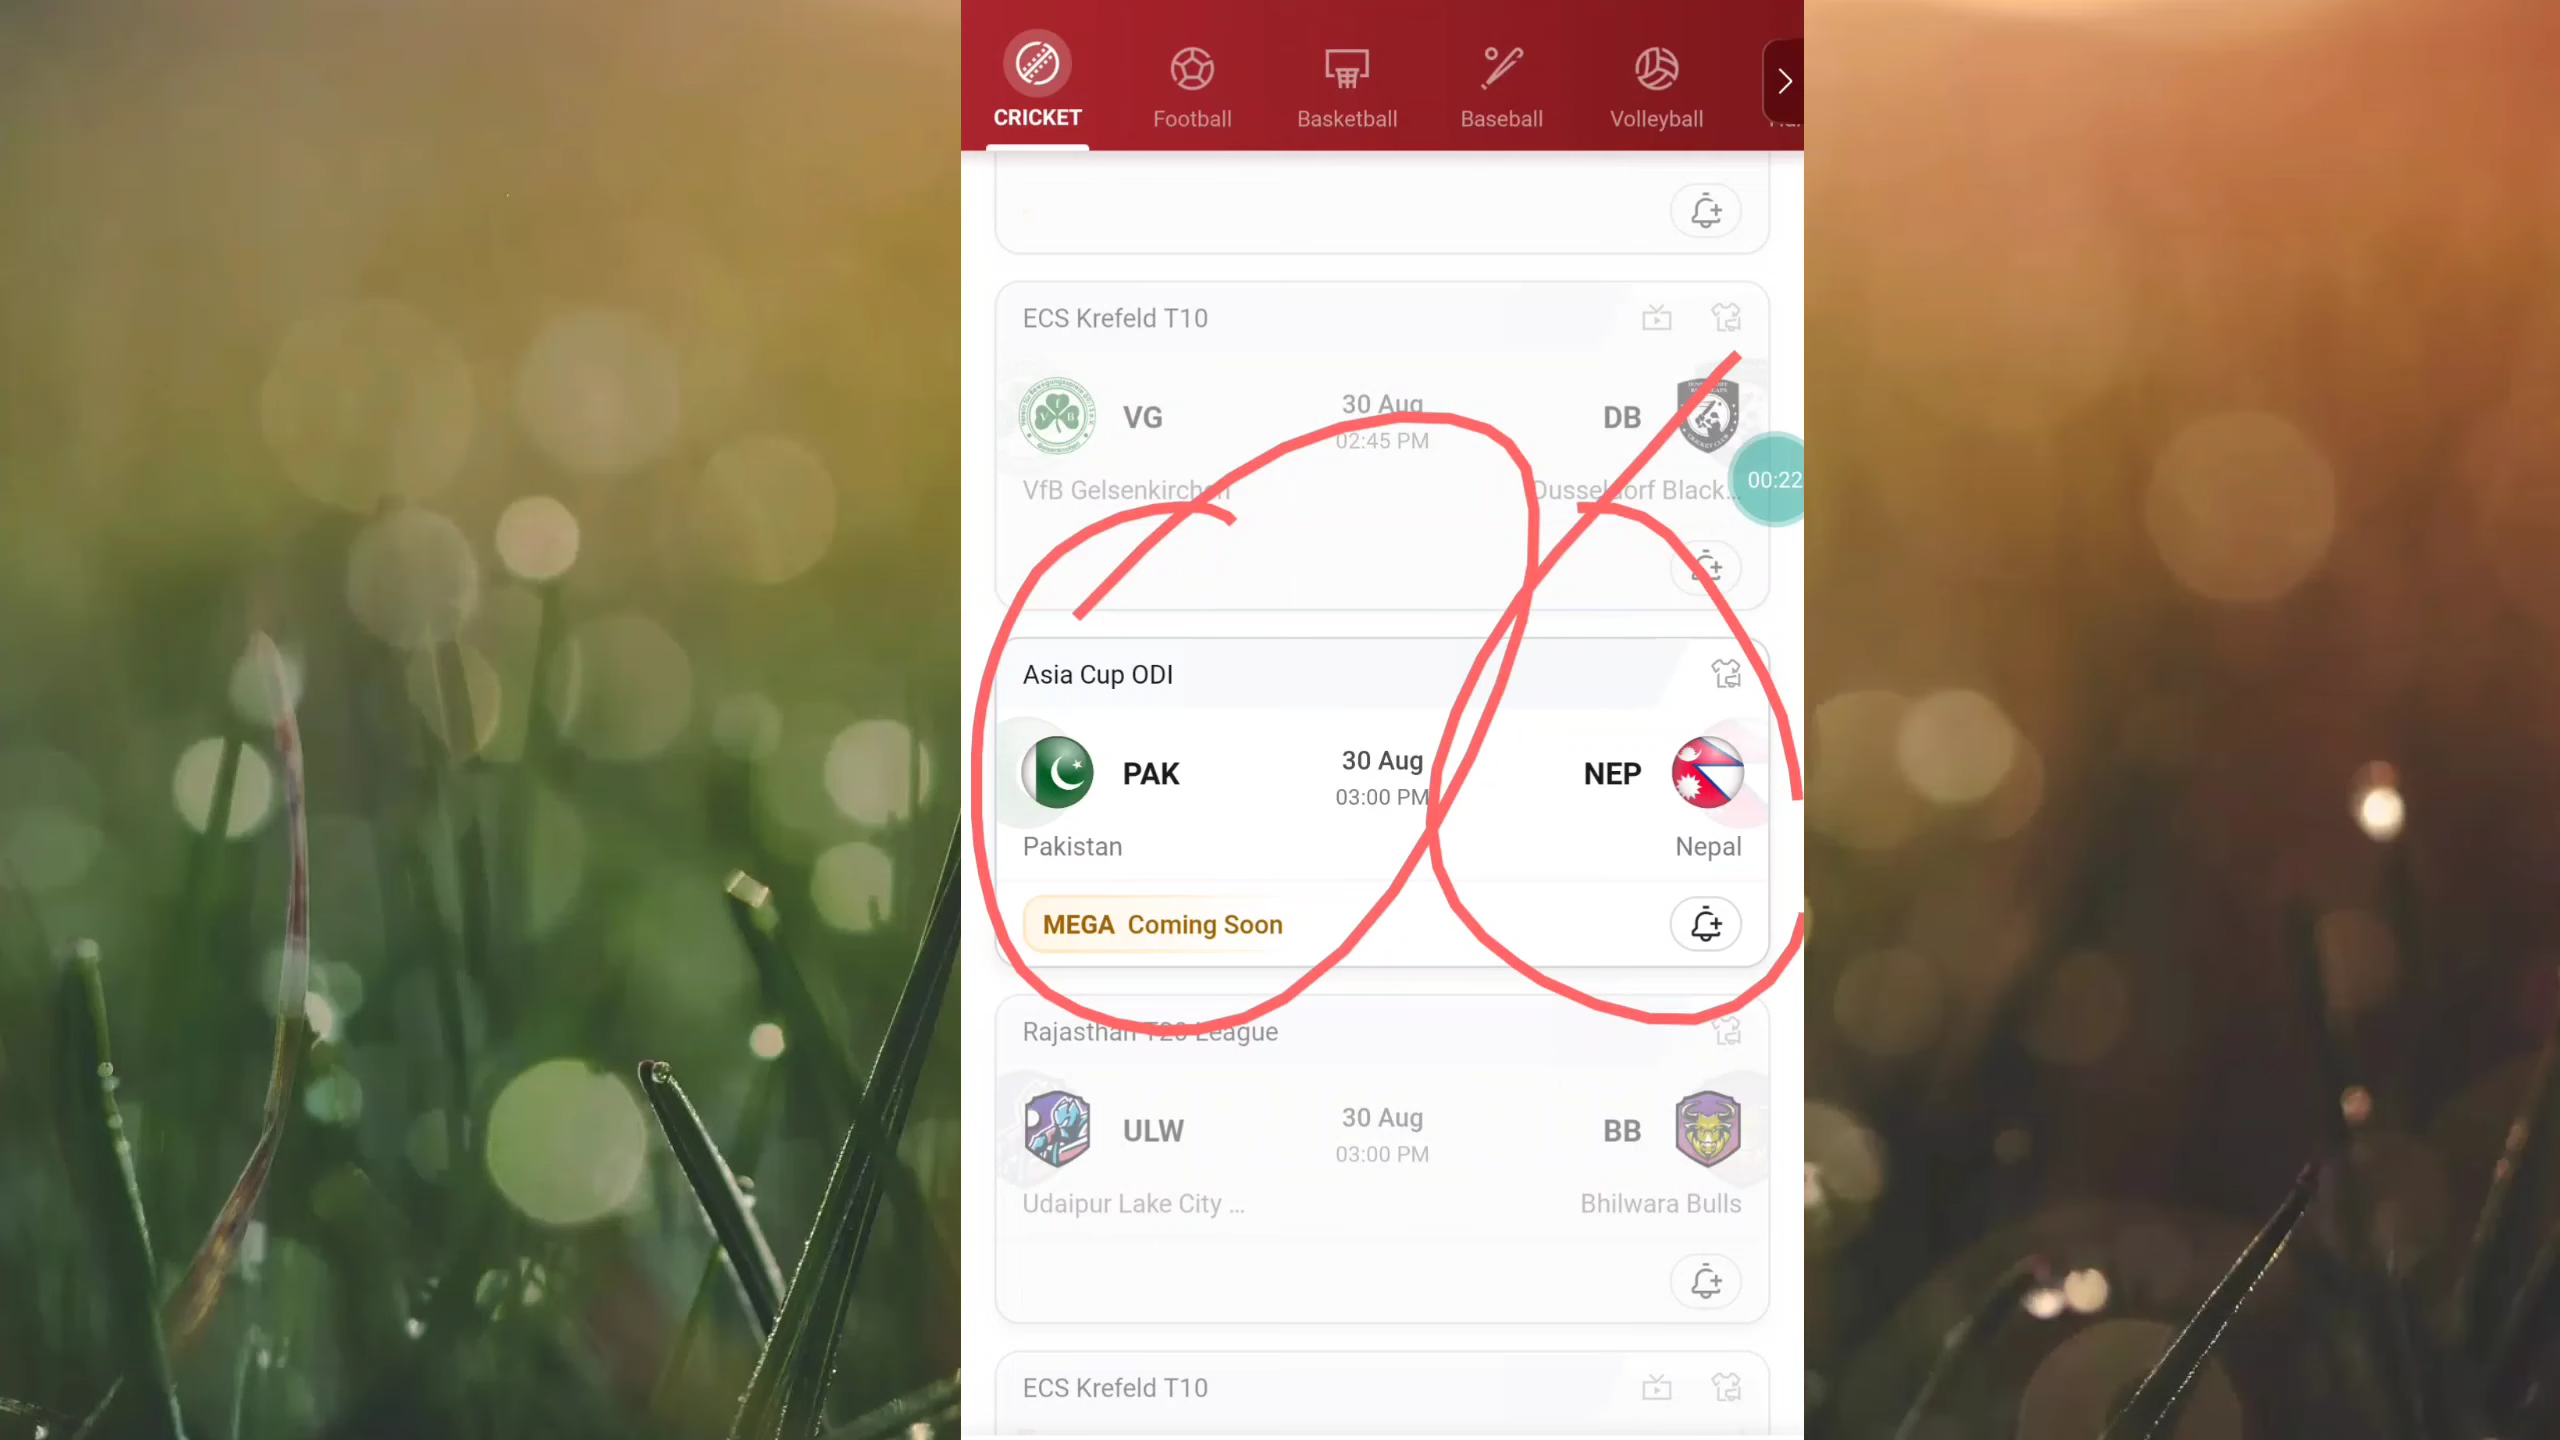 CRICKET
Football
Basketball
Baseball
Volleyball
ECS Krefeld T10
VG
30 Aug
02:45 PM
DB
VfB Gelsenkirchen
Dusseldorf Black...
00:22
Asia Cup ODI
PAK
30 Aug
03:00 PM
NEP
Pakistan
Nepal
MEGA Coming Soon
Rajasthan T20 League
ULW
30 Aug
03:00 PM
BB
Udaipur Lake City ...
Bhilwara Bulls
ECS Krefeld T10